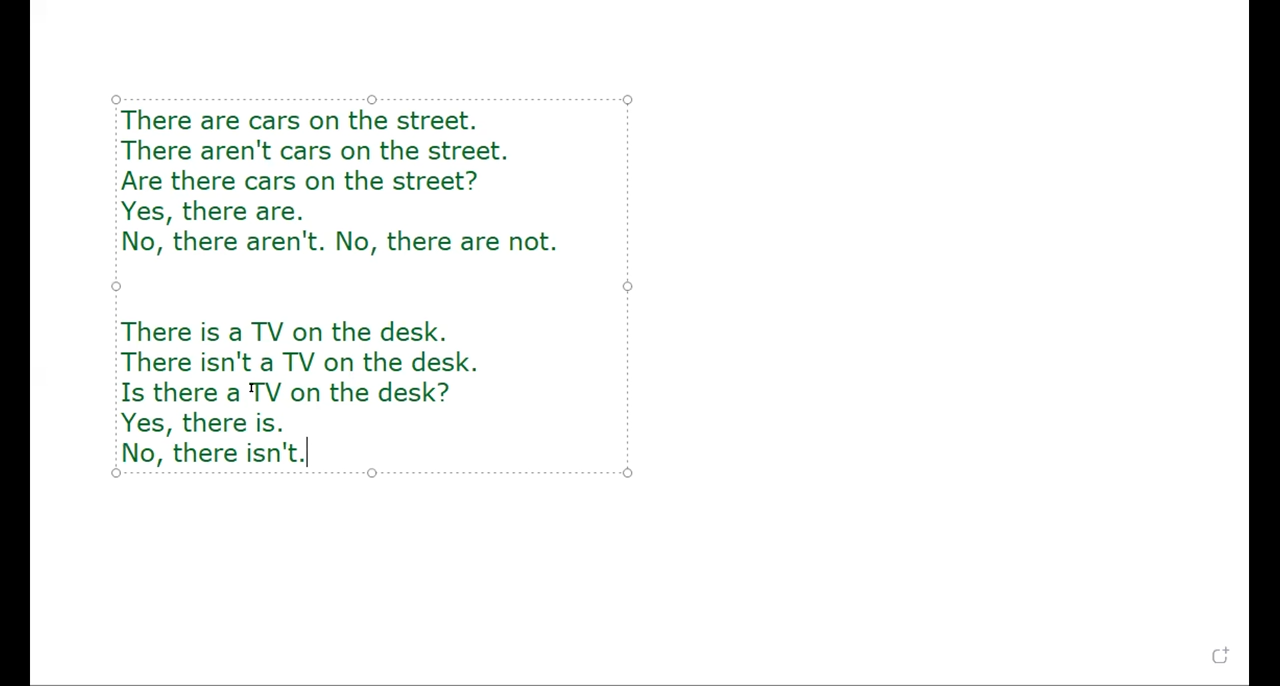 There are cars on the street.
There aren't cars on the street.
Are there cars on the street?
Yes, there are.
No, there aren't. No, there are not.
There is a TV on the desk.
There isn't a TV on the desk.
Is there a TV on the desk?
Yes, there is.
No, there isn't.